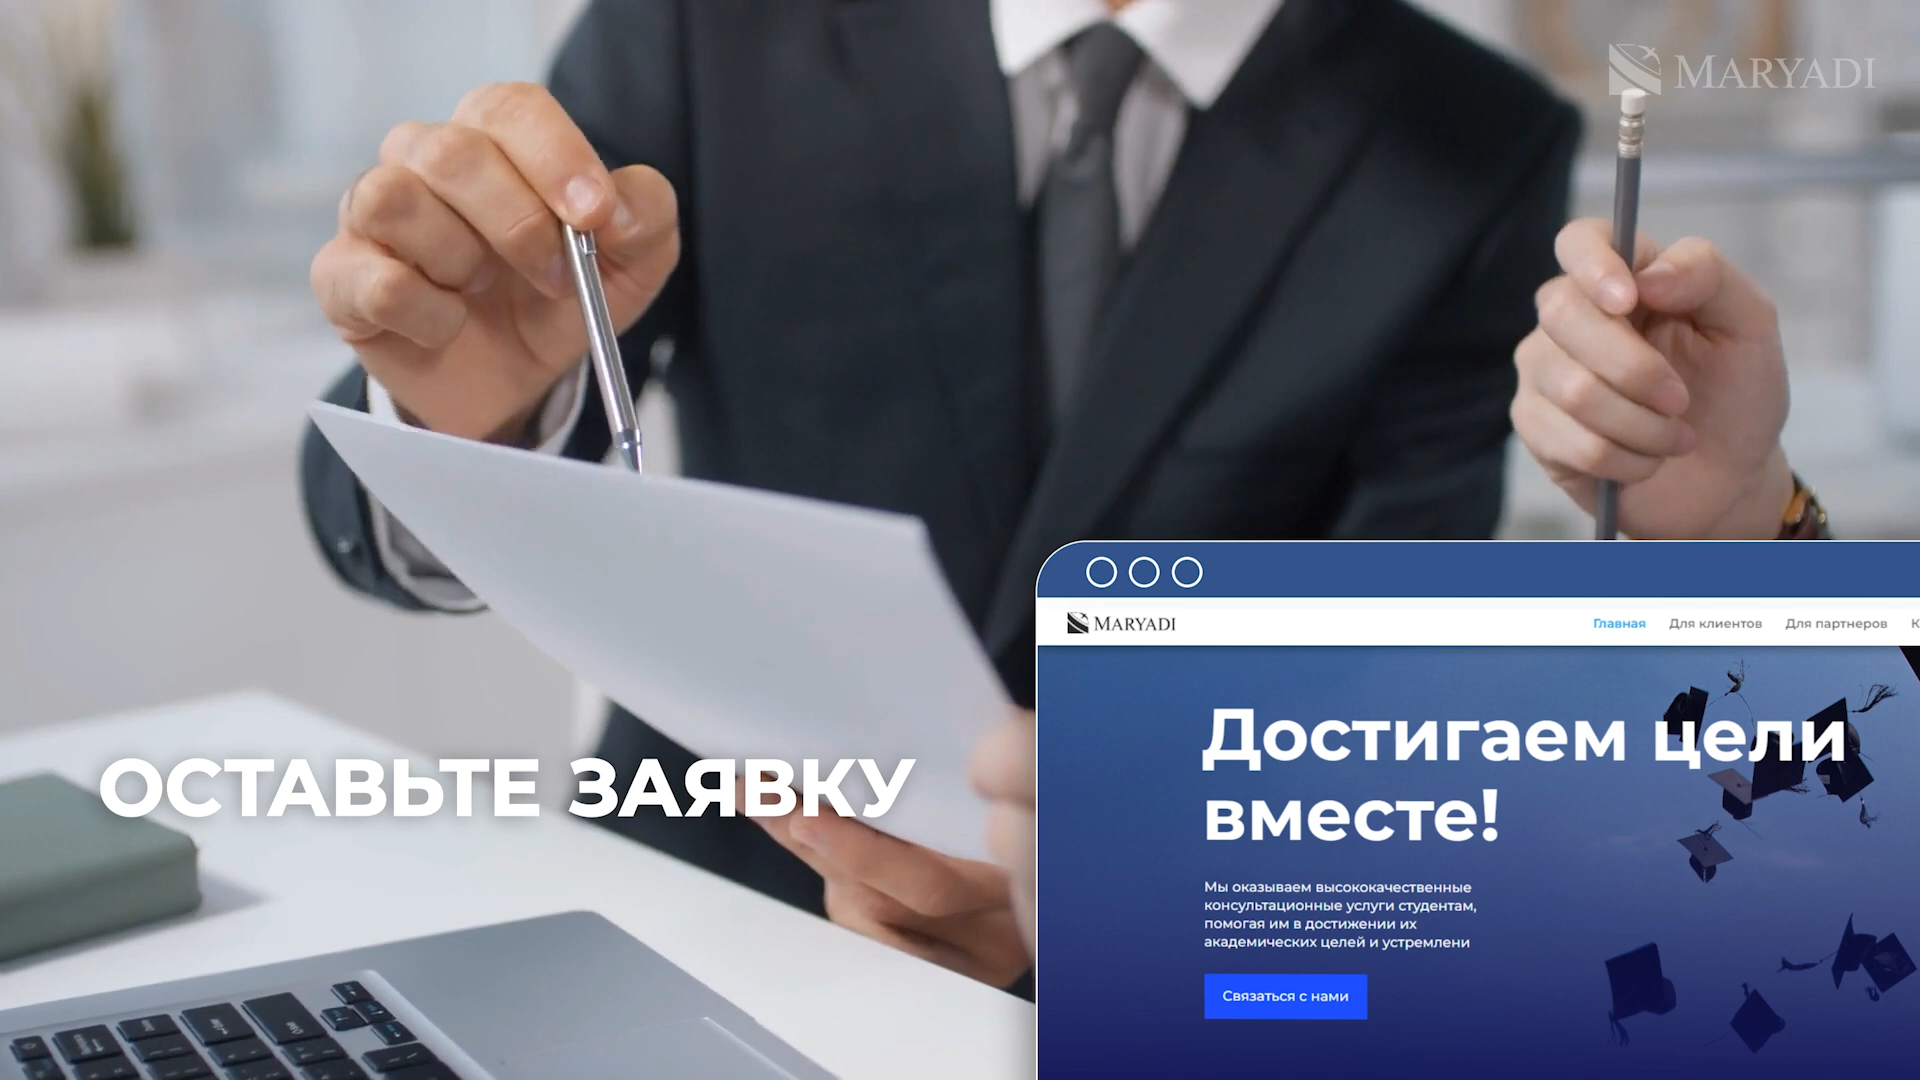 MARYADI
ОСТАВЬТЕ ЗАЯВКУ
MARYADI
Главная Для клиентов Для партнеров К
Достигаем цели
вместе!
Мы оказываем высококачественные
консультационные услуги студентам,
помогая им в достижении их
академических целей и устремлени
Связаться с нами